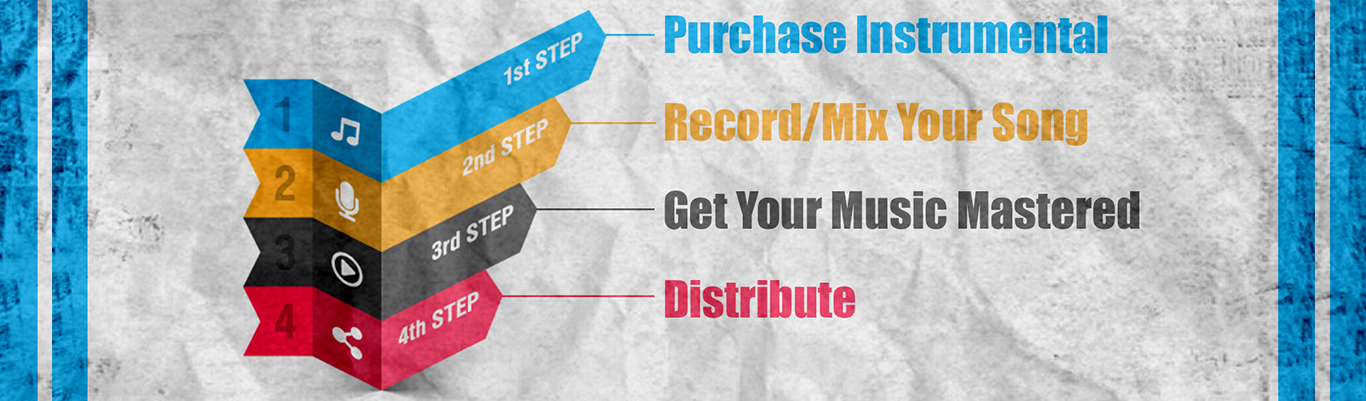 1st STEP
Purchase Instrumental
1
2nd STEP
Record/Mix Your Song
2
3rd STEP
Get Your Music Mastered
3
4th STEP
Distribute
4